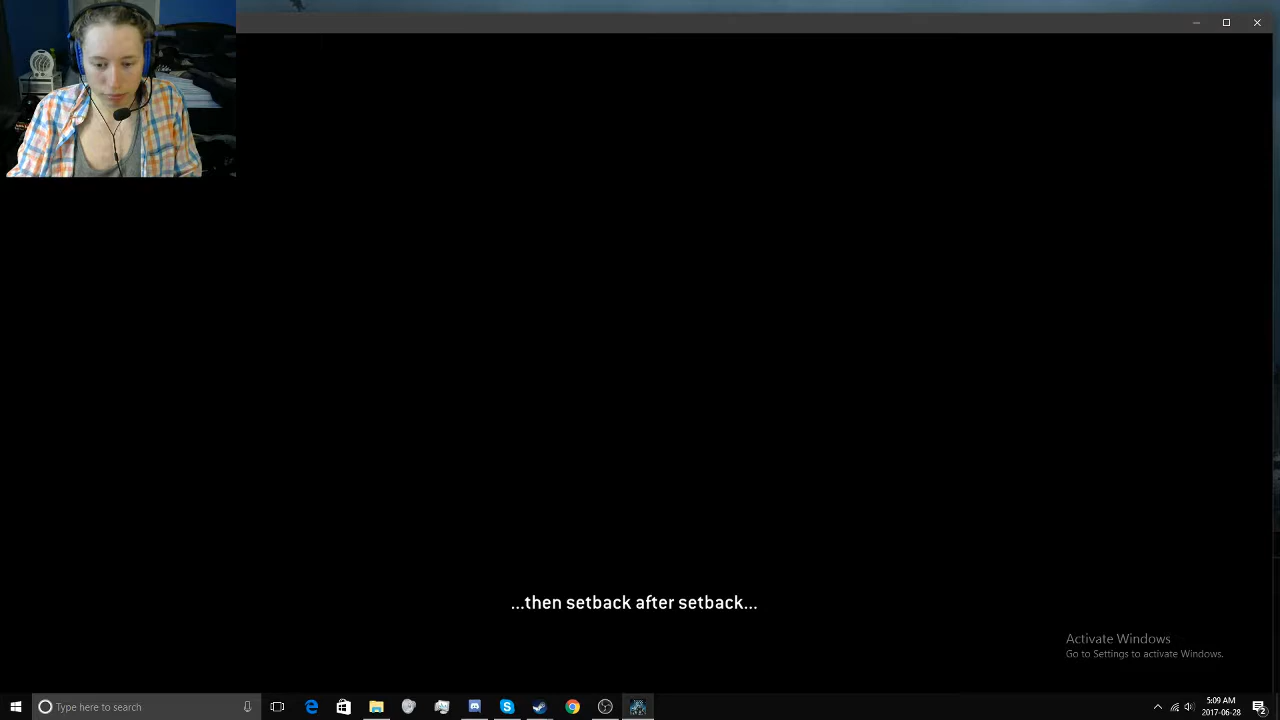 ...then setback after setback...
Activate Windows
Go to Settings to activate Windows.
Type here to search
5:09 AM
2017-06-28
2